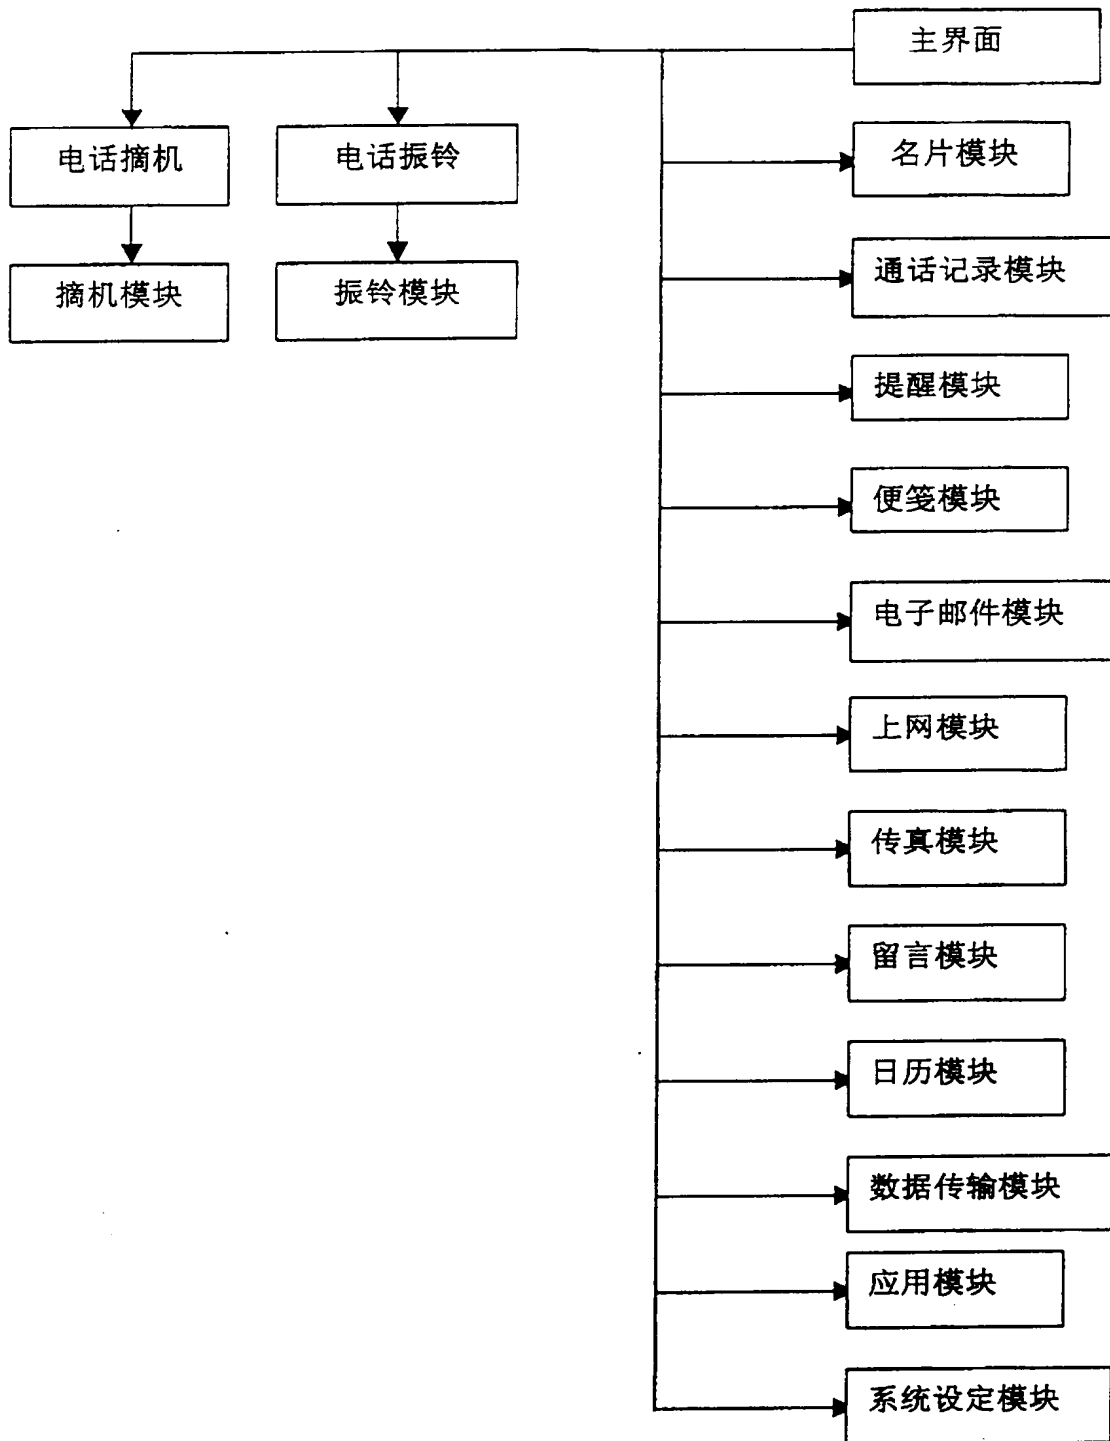 主界面
电话摘机
电话振铃
名片模块
摘机模块
振铃模块
通话记录模块
提醒模块
便笺模块
电子邮件模块
上网模块
传真模块
留言模块
日历模块
数据传输模块
应用模块
系统设定模块